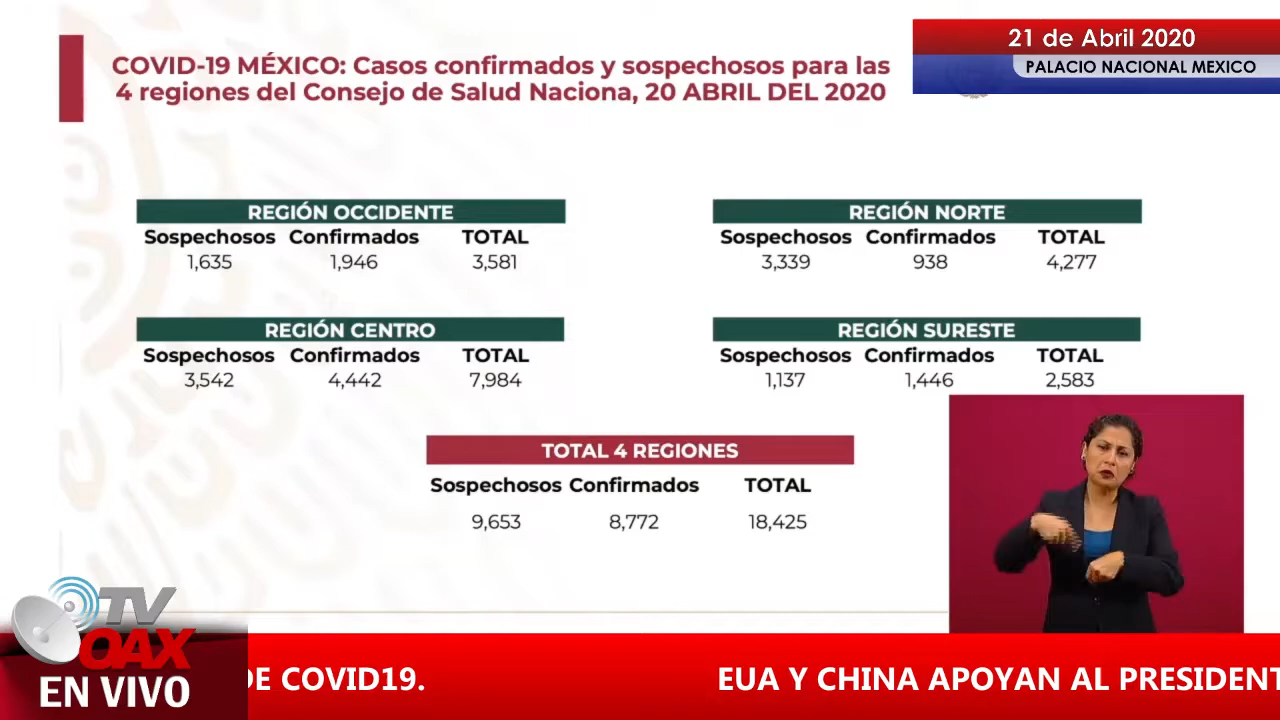 COVID-19 MÉXICO: Casos confirmados y sospechosos para las
4 regiones del Consejo de Salud Naciona, 20 ABRIL DEL 2020
21 de Abril 2020
PALACIO NACIONAL MEXICO
REGIÓN OCCIDENTE
Sospechosos Confirmados TOTAL
1,635 1,946 3,581
REGIÓN NORTE
Sospechosos Confirmados TOTAL
3,339 938 4,277
REGIÓN CENTRO
Sospechosos Confirmados TOTAL
3,542 4,442 7,984
REGIÓN SURESTE
Sospechosos Confirmados TOTAL
1,137 1,446 2,583
TOTAL 4 REGIONES
Sospechosos Confirmados TOTAL
9,653 8,772 18,425
TV
OAX
EN VIVO
DE COVID19. EUA Y CHINA APOYAN AL PRESIDENT